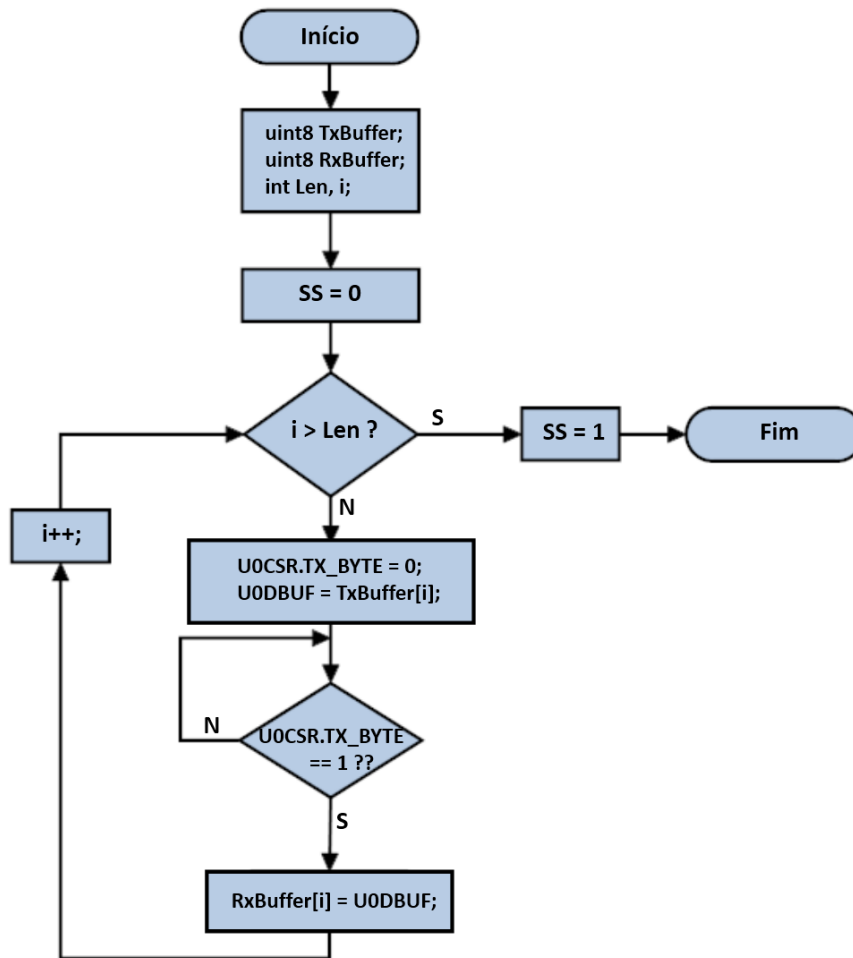 Início
uint8 TxBuffer;
uint8 RxBuffer;
int Len, i;
SS = 0
i > Len ?
S
SS = 1
Fim
N
i++;
U0CSR.TX_BYTE = 0;
U0DBUF = TxBuffer[i];
N
U0CSR.TX_BYTE
== 1 ??
S
RxBuffer[i] = U0DBUF;